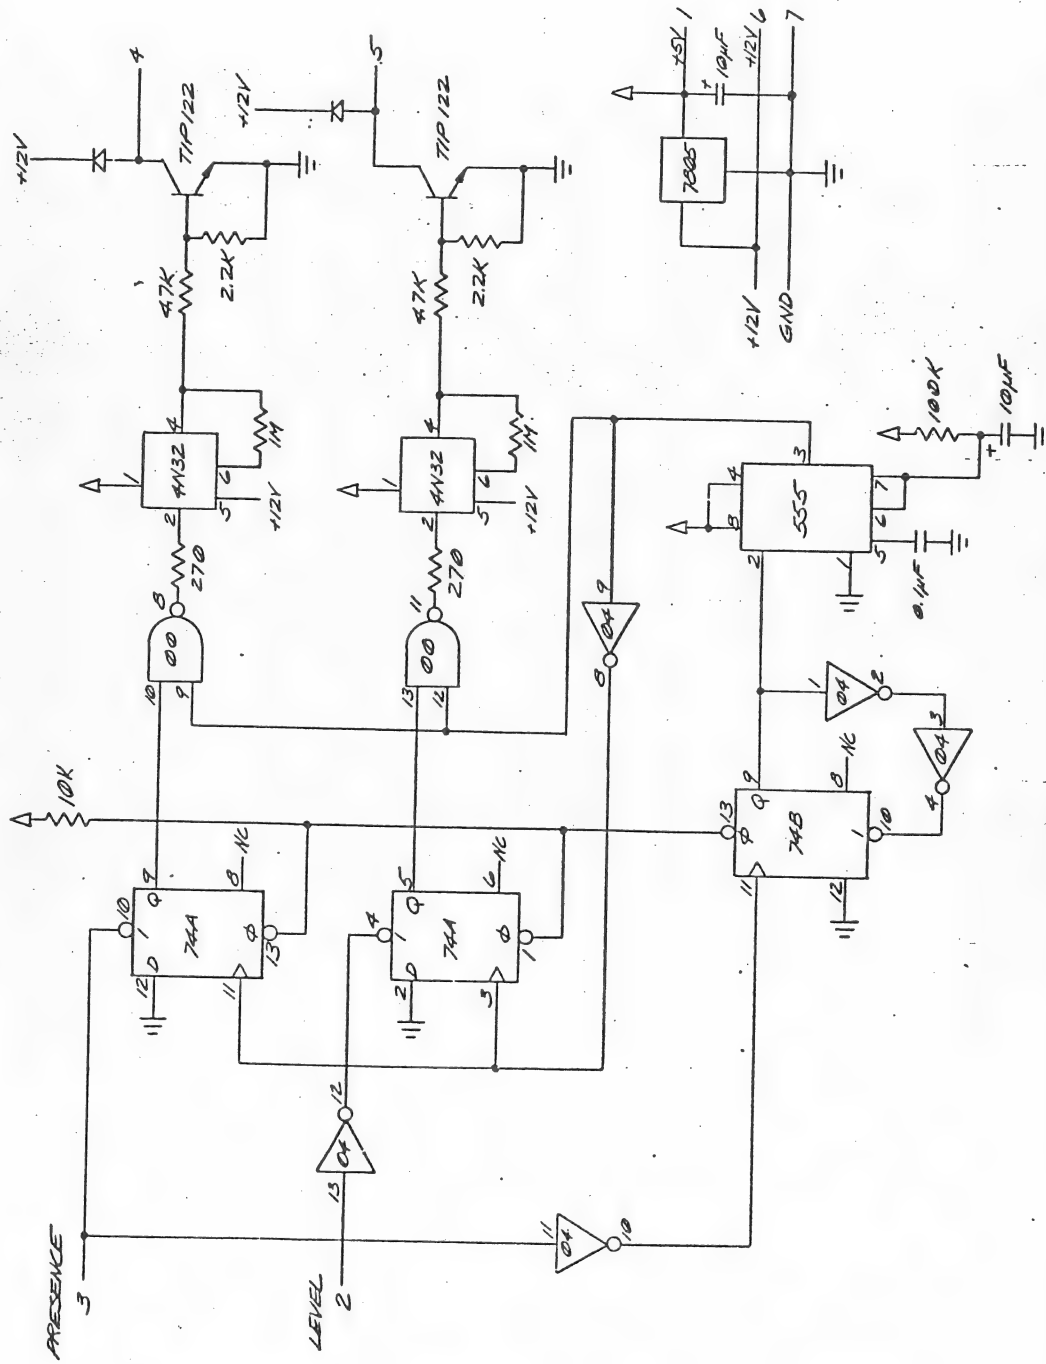 PRESENCE
3
LEVEL
2
13
12
11
04
10
04
12
D
10
1
Q
9
8
NC
74A
11
13
Φ
10K
2
D
4
1
Q
5
6
NC
74A
3
1
Φ
10
9
00
8
270
13
12
00
11
270
2
1
4
4N32
5
6
+12V
1M
2
1
4
4N32
5
6
+12V
1M
47K
2.2K
TIP122
+12V
4
47K
2.2K
TIP122
+12V
5
9
04
8
11
12
13
Φ
Q
9
8
NC
74B
1
10
1
04
2
3
04
4
2
8
4
3
555
1
5
6
7
0.1µF
100K
+
10µF
+12V
GND
7805
+5V 1
+
10µF
+12V 6
7